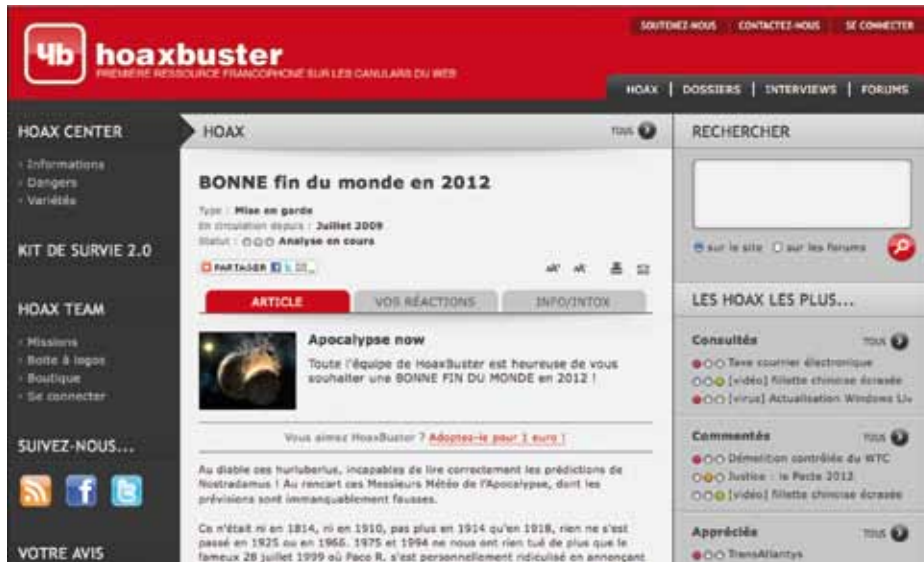 SOUTENEZ-NOUS CONTACTEZ-NOUS SE CONNECTER
4b hoaxbuster
PREMIÈRE RESSOURCE FRANCOPHONE SUR LES CANULARS DU WEB
HOAX | DOSSIERS | INTERVIEWS | FORUMS
HOAX CENTER
Informations
Dangers
Variétés
KIT DE SURVIE 2.0
HOAX TEAM
Missions
Boite à logos
Boutique
Se connecter
SUIVEZ-NOUS...
VOTRE AVIS
HOAX TOUS
BONNE fin du monde en 2012
Type : Mise en garde
En circulation depuis : Juillet 2009
Statut : Analyse en cours
PARTAGER
ARTICLE VOS RÉACTIONS INFO/INTOX
Apocalypse now
Toute l'équipe de HoaxBuster est heureuse de vous
souhaiter une BONNE FIN DU MONDE en 2012 !
Vous aimez HoaxBuster ? Adoptez-le pour 1 euro !
Au diable ces hurluberlus, incapables de lire correctement les prédictions de
Nostradamus ! Au rencart ces Messieurs Météo de l'Apocalypse, dont les
prévisions sont immanquablement fausses.
Ce n'était ni en 1814, ni en 1910, pas plus en 1914 qu'en 1918, rien ne s'est
passé en 1925 ou en 1966. 1975 et 1994 ne nous ont rien tué de plus que le
fameux 28 juillet 1999 où Paco R. s'est personnellement ridiculisé en annonçant
RECHERCHER
sur le site sur les forums
LES HOAX LES PLUS...
Consultés TOUS
Taxe courrier électronique
[vidéo] fillette chinoise écrasée
[virus] Actualisation Windows Liv
Commentés TOUS
Démolition contrôlée du WTC
Justice : le Pacte 2012
[vidéo] fillette chinoise écrasée
Appréciés TOUS
TransAtlantys